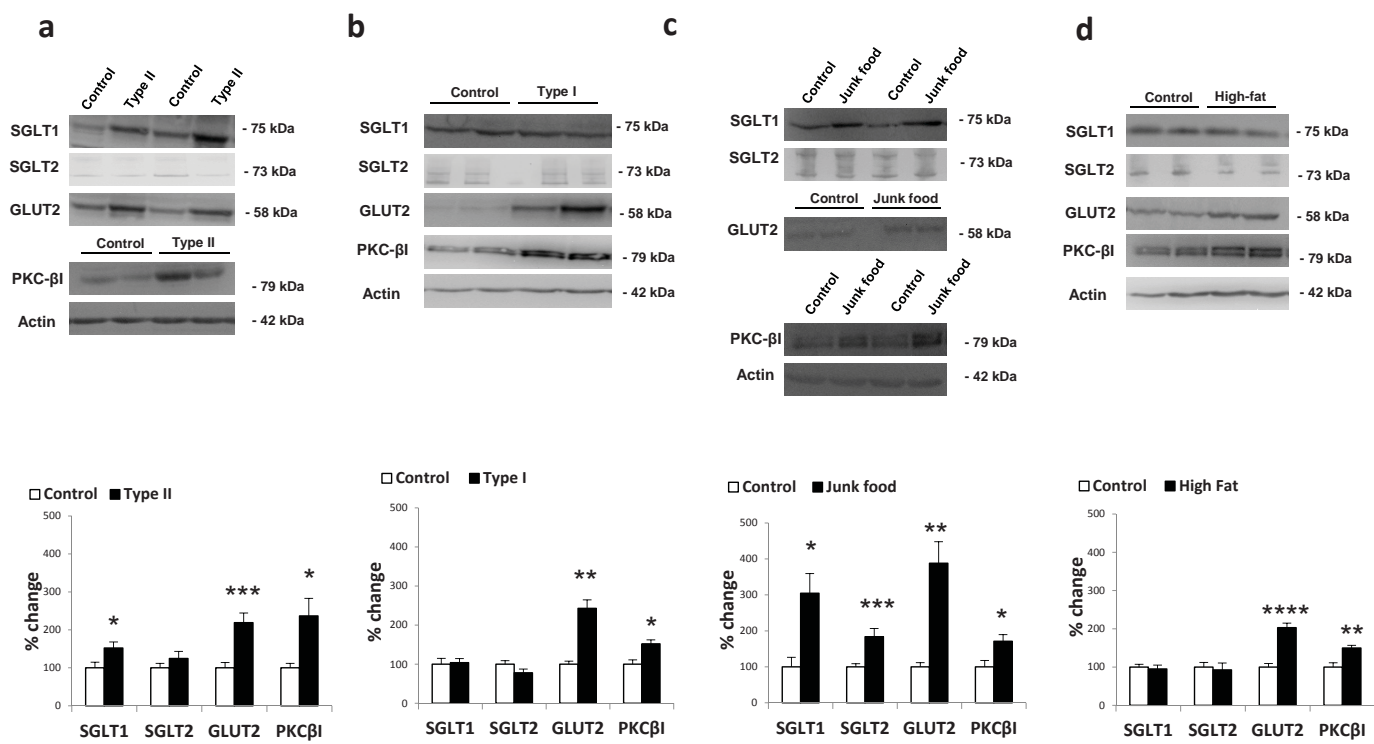 a
Control Type II Control Type II
SGLT1 - 75 kDa
SGLT2 - 73 kDa
GLUT2 - 58 kDa
Control Type II
PKC-βI - 79 kDa
Actin - 42 kDa
b
Control Type I
SGLT1 - 75 kDa
SGLT2 - 73 kDa
GLUT2 - 58 kDa
PKC-βI - 79 kDa
Actin - 42 kDa
c
Control Junk food Control Junk food
SGLT1 - 75 kDa
SGLT2 - 73 kDa
Control Junk food
GLUT2 - 58 kDa
Control Junk food Control Junk food
PKC-βI - 79 kDa
Actin - 42 kDa
d
Control High-fat
SGLT1 - 75 kDa
SGLT2 - 73 kDa
GLUT2 - 58 kDa
PKC-βI - 79 kDa
Actin - 42 kDa
Control Type II
% change
500
400
300
200
100
0
* *** *
SGLT1 SGLT2 GLUT2 PKCβI
Control Type I
% change
500
400
300
200
100
0
** *
SGLT1 SGLT2 GLUT2 PKCβI
Control Junk food
% change
500
400
300
200
100
0
* *** ** *
SGLT1 SGLT2 GLUT2 PKCβI
Control High Fat
% change
500
400
300
200
100
0
**** **
SGLT1 SGLT2 GLUT2 PKCβI